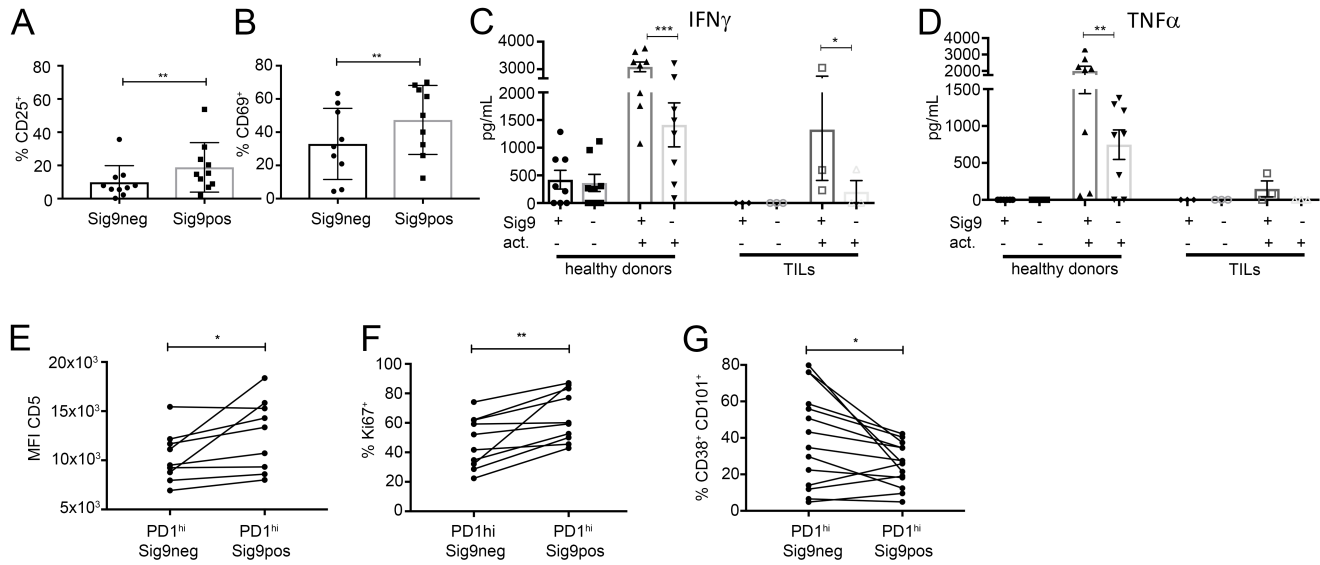 A
B
C
IFNγ
D
TNFα
% CD25⁺
80
60
40
20
0
**
Sig9neg
Sig9pos
% CD69⁺
80
60
40
20
0
**
Sig9neg
Sig9pos
pg/mL
4000
3000
2000
1500
1000
500
0
***
*
Sig9 + - + - + - + -
act. - - + + - - + +
healthy donors
TILs
pg/mL
4000
3000
2000
1500
1000
500
0
**
Sig9 + - + - + - + -
act. - - + + - - + +
healthy donors
TILs
E
F
G
MFI CD5
20x10³
15x10³
10x10³
5x10³
*
PD1ʰⁱ
Sig9neg
PD1ʰⁱ
Sig9pos
% Ki67⁺
100
80
60
40
20
0
**
PD1hi
Sig9neg
PD1ʰⁱ
Sig9pos
% CD38⁺ CD101⁺
80
60
40
20
0
*
PD1ʰⁱ
Sig9neg
PD1ʰⁱ
Sig9pos